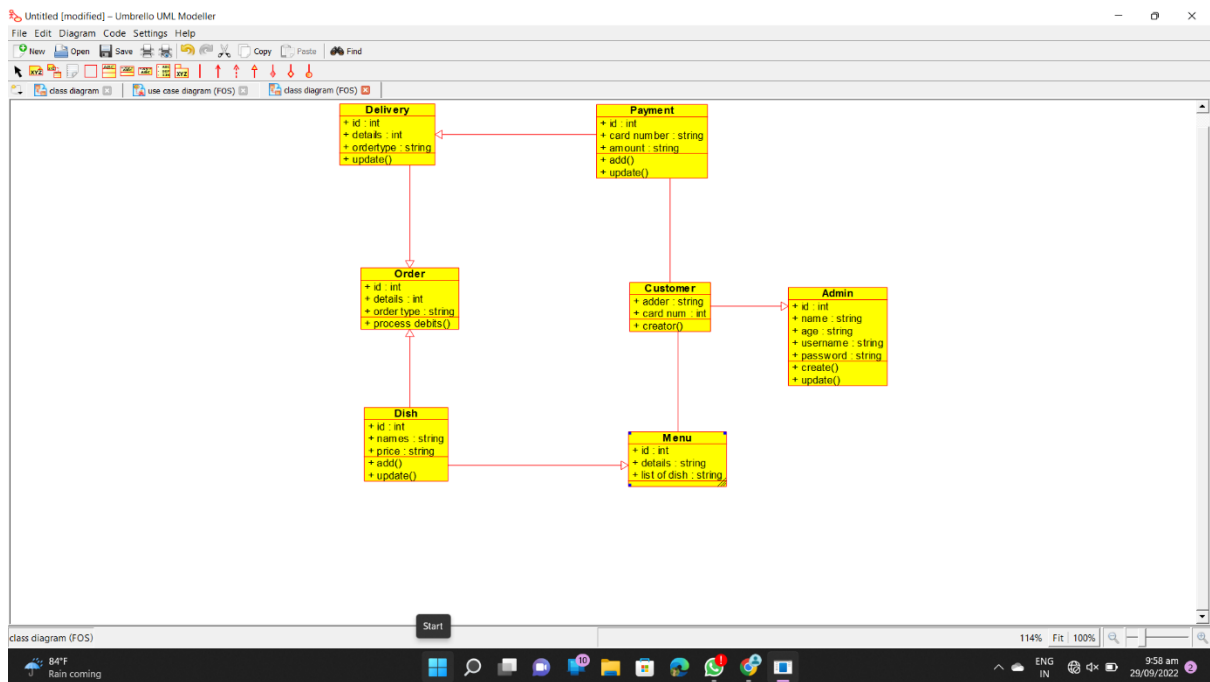 Untitled [modified] – Umbrello UML Modeller
File Edit Diagram Code Settings Help
New Open Save Copy Paste Find
class diagram use case diagram (FOS) class diagram (FOS)
Delivery
+ id : int
+ details : int
+ ordertype : string
+ update()
Payment
+ id : int
+ card number : string
+ amount : string
+ add()
+ update()
Order
+ id : int
+ details : int
+ order type : string
+ process debits()
Customer
+ adder : string
+ card num : int
+ creator()
Admin
+ id : int
+ name : string
+ age : string
+ username : string
+ password : string
+ create()
+ update()
Dish
+ id : int
+ names : string
+ price : string
+ add()
+ update()
Menu
+ id : int
+ details : string
+ list of dish : string
Start
class diagram (FOS) 114% Fit 100%
84°F
Rain coming
10
ENG
IN
9:58 am
29/09/2022
2